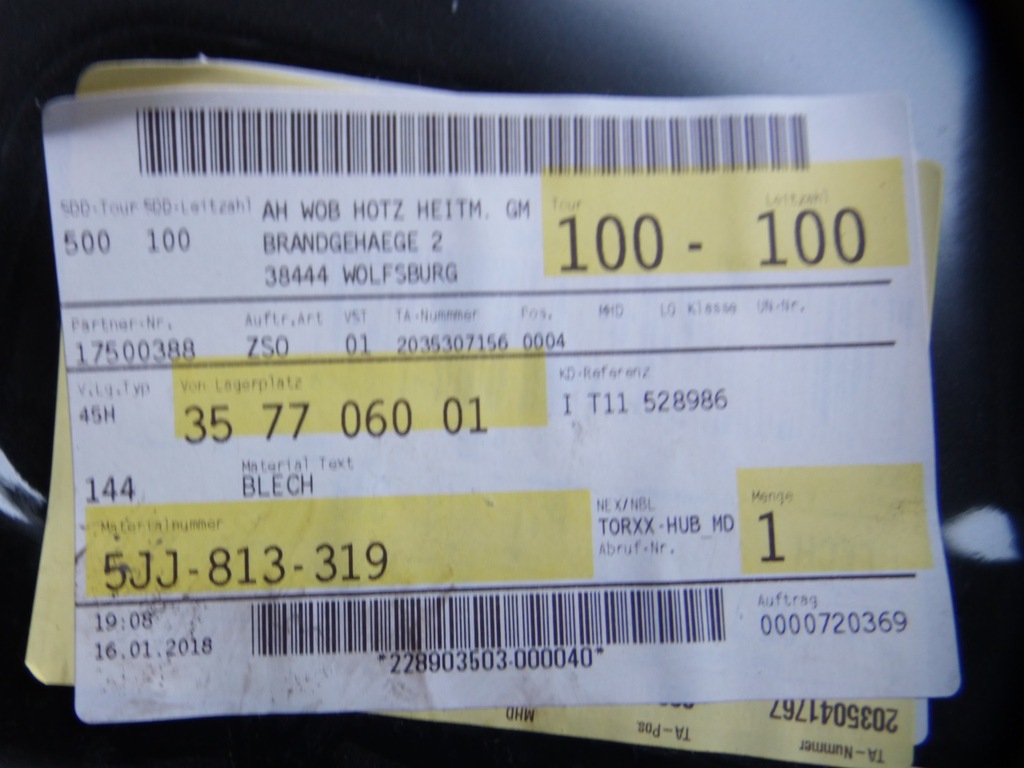 SDD-Tour SDD-Leitzahl
500 100
AH WOB HOTZ HEITM. GM
BRANDGEHAEGE 2
38444 WOLFSBURG
Tour Leitzahl
100 - 100
Partner-Nr. Auftr.Art VST TA-Nummmer Pos. MHD LQ Klasse UN-Nr.
17500388 ZSO 01 2035307156 0004
V.Lg.Typ Von Lagerplatz KD-Referenz
45H 35 77 060 01 I T11 528986
Material Text
144 BLECH
Materialnummer
5JJ-813-319
NEX/NBL
TORXX-HUB_MD
Abruf-Nr.
Menge
1
19:08
16.01.2018
*228903503-000040*
Auftrag
0000720369
MHD
TA-Pos
2035041767
TA-Nummer